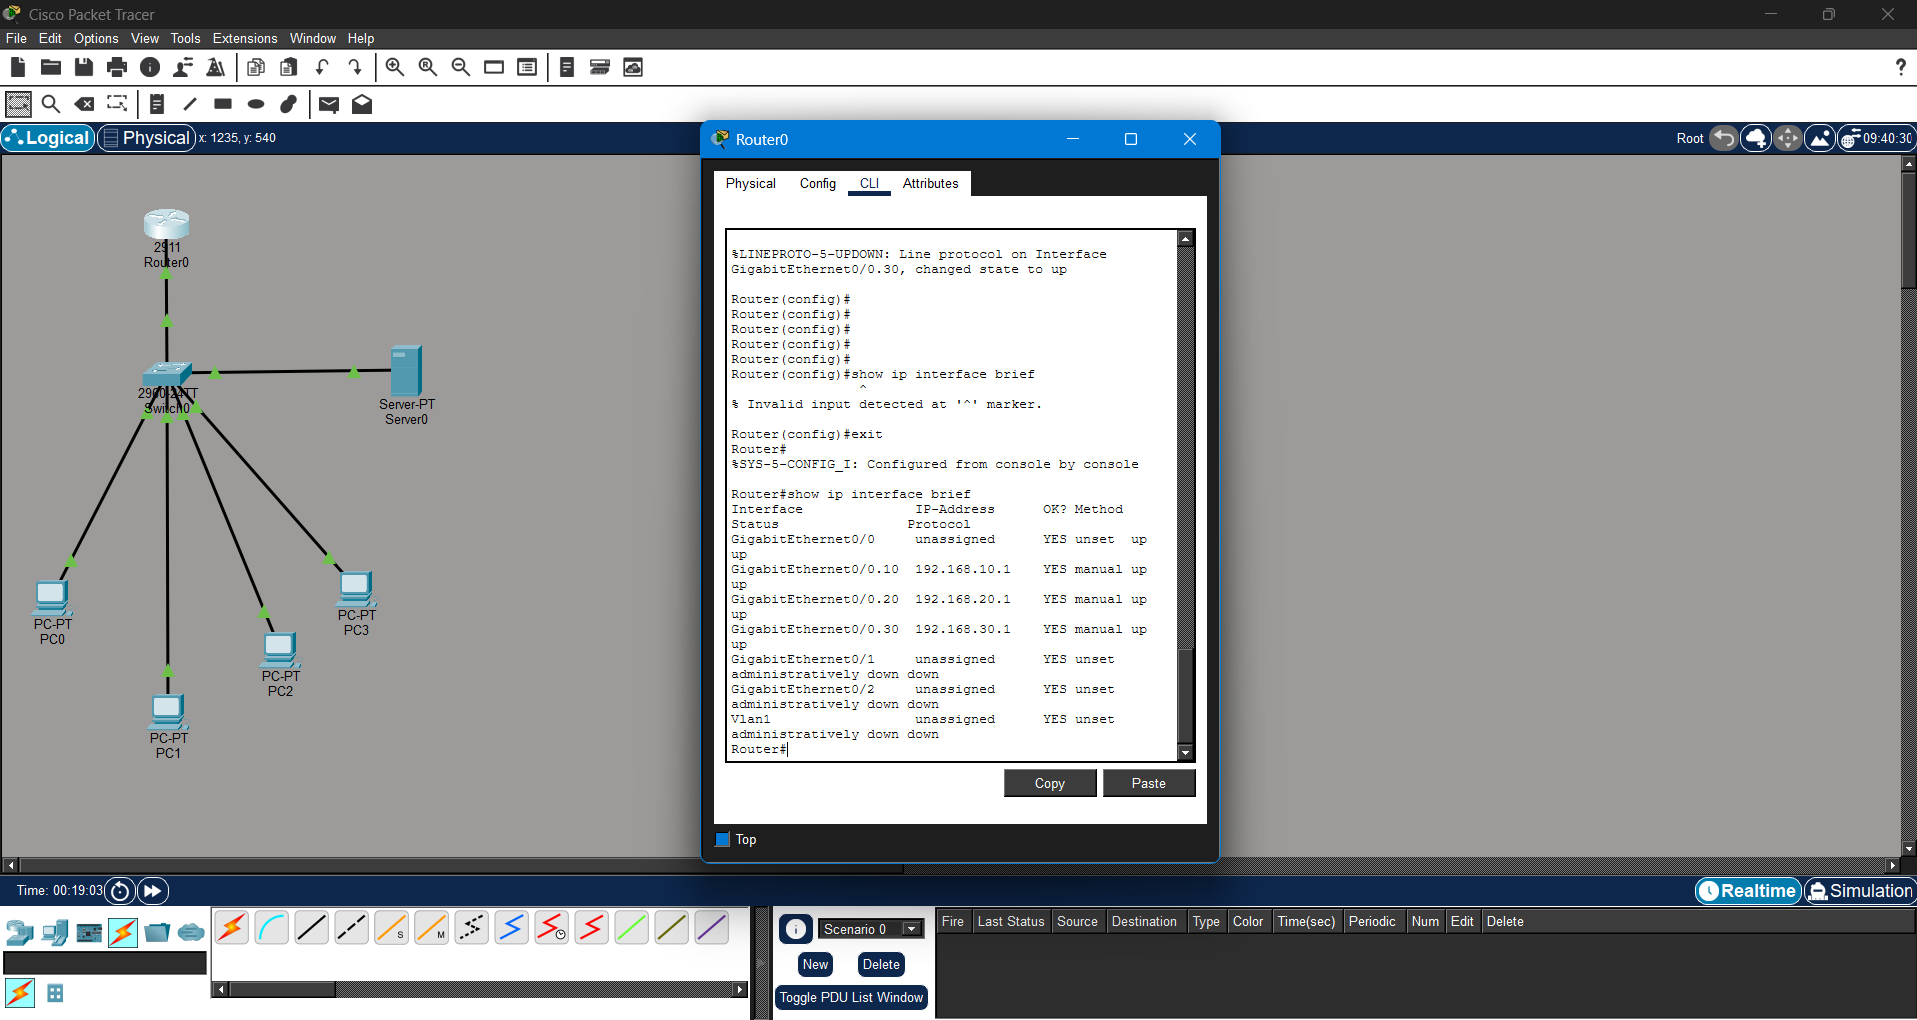 Cisco Packet Tracer
File Edit Options View Tools Extensions Window Help
?
S
M
Logical Physical x: 1235, y: 540
Root 09:40:30
2911
Router0
2960-24TT
Switch0
Server-PT
Server0
PC-PT
PC0
PC-PT
PC1
PC-PT
PC2
PC-PT
PC3
Router0
Physical Config CLI Attributes
%LINEPROTO-5-UPDOWN: Line protocol on Interface
GigabitEthernet0/0.30, changed state to up
Router(config)#
Router(config)#
Router(config)#
Router(config)#
Router(config)#
Router(config)#show ip interface brief
^
% Invalid input detected at '^' marker.
Router(config)#exit
Router#
%SYS-5-CONFIG_I: Configured from console by console
Router#show ip interface brief
Interface IP-Address OK? Method
Status Protocol
GigabitEthernet0/0 unassigned YES unset up
up
GigabitEthernet0/0.10 192.168.10.1 YES manual up
up
GigabitEthernet0/0.20 192.168.20.1 YES manual up
up
GigabitEthernet0/0.30 192.168.30.1 YES manual up
up
GigabitEthernet0/1 unassigned YES unset
administratively down down
GigabitEthernet0/2 unassigned YES unset
administratively down down
Vlan1 unassigned YES unset
administratively down down
Router#
Copy Paste
Top
Time: 00:19:03
Realtime Simulation
Scenario 0
New Delete
Toggle PDU List Window
Fire Last Status Source Destination Type Color Time(sec) Periodic Num Edit Delete